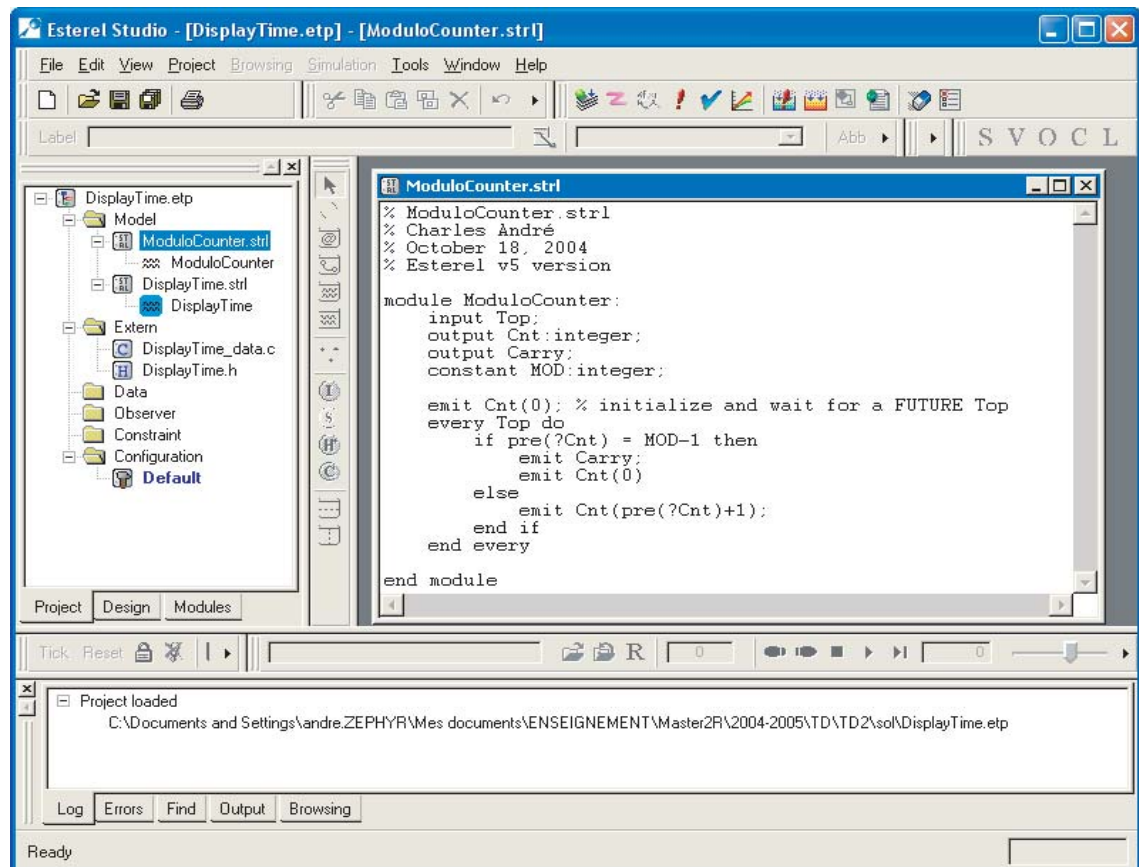 Esterel Studio - [DisplayTime.etp] - [ModuloCounter.strl]
File Edit View Project Browsing Simulation Tools Window Help
Label Abb S V O C L
DisplayTime.etp
Model
ModuloCounter.strl
ModuloCounter
DisplayTime.strl
DisplayTime
Extern
DisplayTime_data.c
DisplayTime.h
Data
Observer
Constraint
Configuration
Default
Project Design Modules
ModuloCounter.strl
% ModuloCounter.strl
% Charles André
% October 18, 2004
% Esterel v5 version
module ModuloCounter:
input Top;
output Cnt:integer;
output Carry;
constant MOD:integer;
emit Cnt(0); % initialize and wait for a FUTURE Top
every Top do
if pre(?Cnt) = MOD-1 then
emit Carry;
emit Cnt(0)
else
emit Cnt(pre(?Cnt)+1);
end if
end every
end module
Tick Reset R 0 0
Project loaded
C:\Documents and Settings\andre.ZEPHYR\Mes documents\ENSEIGNEMENT\Master2R\2004-2005\TD\TD2\sol\DisplayTime.etp
Log Errors Find Output Browsing
Ready